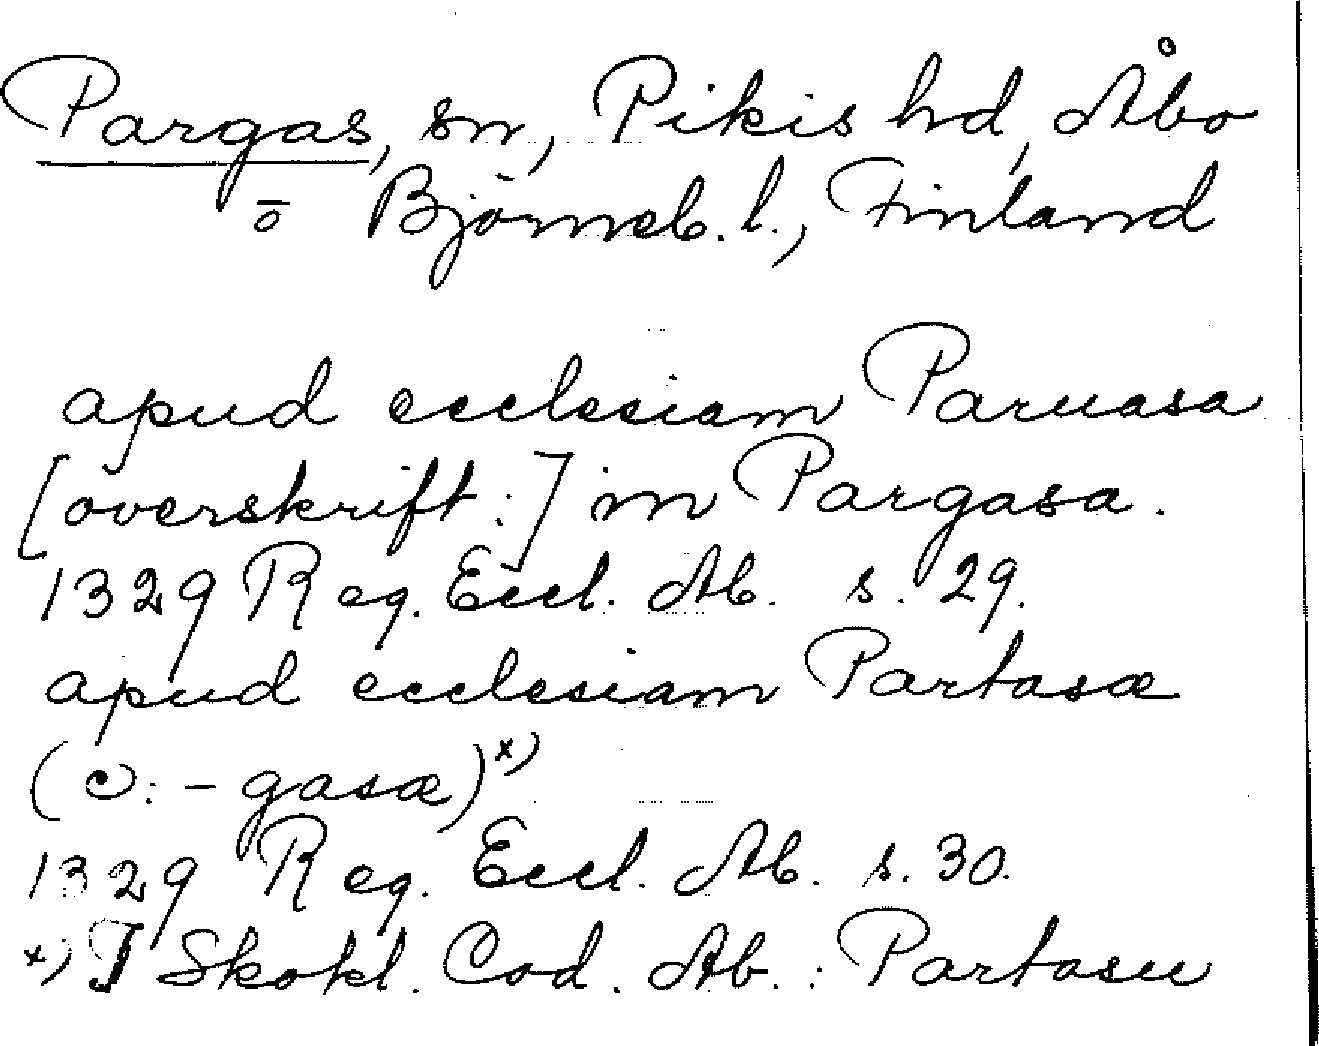 Pargas, sn, Pikis hd, Åbo
o Björneb. l., Finland
apud ecclesiam Paruasa
[överskrift:] in Pargasa.
1329 Reg. Eccl. Ab. s. 29.
apud ecclesiam Partasæ
(ɔ: -gasæ)x)
1329 Reg. Eccl. Ab. s. 30.
x) I Skokl. Cod. Ab.: Partasu